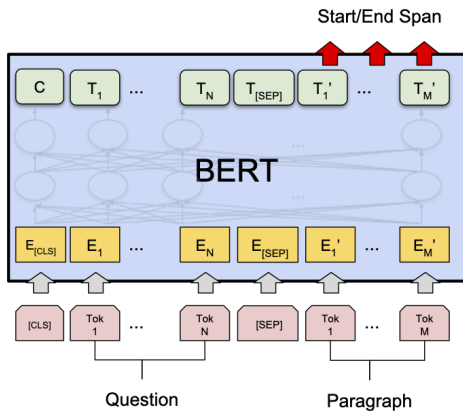 Start/End Span
C T1 ... TN T[SEP] T1' ... TM'
...
BERT
...
E[CLS] E1 ... EN E[SEP] E1' ... EM'
[CLS] Tok 1 ... Tok N [SEP] Tok 1 ... Tok M
Question Paragraph